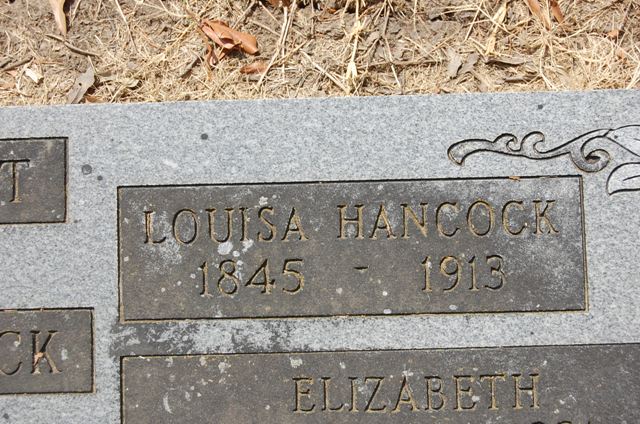 T
LOUISA HANCOCK
1845 - 1913
CK
ELIZABETH